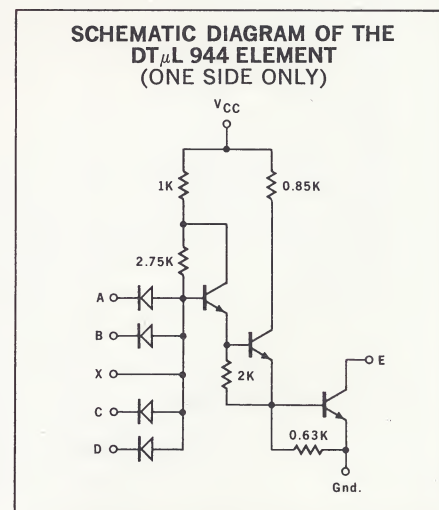 SCHEMATIC DIAGRAM OF THE
DTμL 944 ELEMENT
(ONE SIDE ONLY)
VCC
1K
0.85K
2.75K
A
B
X
E
2K
C
0.63K
D
Gnd.